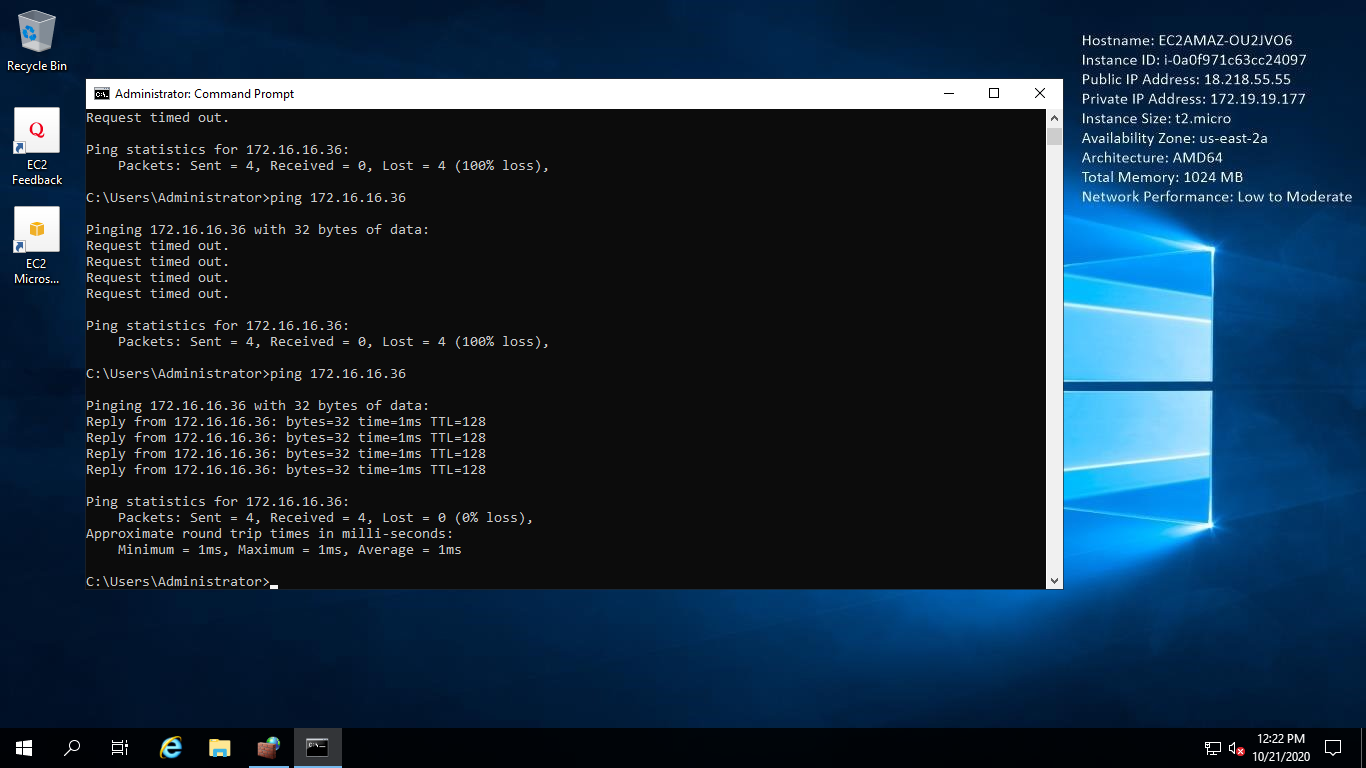 Recycle Bin
Q
EC2
Feedback
EC2
Micros...
Hostname: EC2AMAZ-OU2JVO6
Instance ID: i-0a0f971c63cc24097
Public IP Address: 18.218.55.55
Private IP Address: 172.19.19.177
Instance Size: t2.micro
Availability Zone: us-east-2a
Architecture: AMD64
Total Memory: 1024 MB
Network Performance: Low to Moderate
Administrator: Command Prompt
Request timed out.
Ping statistics for 172.16.16.36:
Packets: Sent = 4, Received = 0, Lost = 4 (100% loss),
C:\Users\Administrator>ping 172.16.16.36
Pinging 172.16.16.36 with 32 bytes of data:
Request timed out.
Request timed out.
Request timed out.
Request timed out.
Ping statistics for 172.16.16.36:
Packets: Sent = 4, Received = 0, Lost = 4 (100% loss),
C:\Users\Administrator>ping 172.16.16.36
Pinging 172.16.16.36 with 32 bytes of data:
Reply from 172.16.16.36: bytes=32 time=1ms TTL=128
Reply from 172.16.16.36: bytes=32 time=1ms TTL=128
Reply from 172.16.16.36: bytes=32 time=1ms TTL=128
Reply from 172.16.16.36: bytes=32 time=1ms TTL=128
Ping statistics for 172.16.16.36:
Packets: Sent = 4, Received = 4, Lost = 0 (0% loss),
Approximate round trip times in milli-seconds:
Minimum = 1ms, Maximum = 1ms, Average = 1ms
C:\Users\Administrator>
12:22 PM
10/21/2020